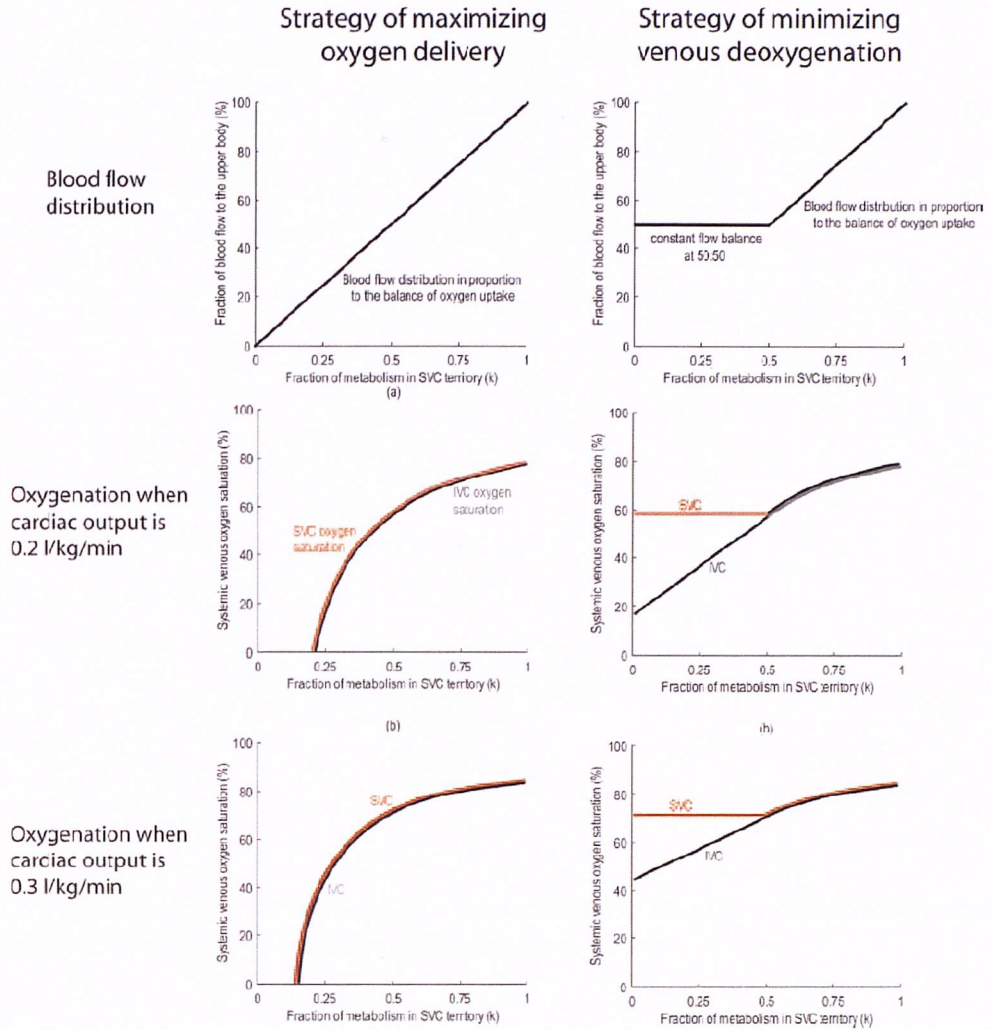 Strategy of maximizing
oxygen delivery
Strategy of minimizing
venous deoxygenation
Blood flow
distribution
Fraction of blood flow to the upper body (%)
100
80
60
40
20
0
Blood flow distribution in proportion
to the balance of oxygen uptake
0 0.25 0.5 0.75 1
Fraction of metabolism in SVC territory (k)
(a)
Fraction of blood flow to the upper body (%)
100
80
60
40
20
0
constant flow balance
at 50:50
Blood flow distribution in proportion
to the balance of oxygen uptake
0 0.25 0.5 0.75 1
Fraction of metabolism in SVC territory (k)
Oxygenation when
cardiac output is
0.2 l/kg/min
Systemic venous oxygen saturation (%)
100
80
60
40
20
0
SVC oxygen
saturation
IVC oxygen
saturation
0 0.25 0.5 0.75 1
Fraction of metabolism in SVC territory (k)
(b)
Systemic venous oxygen saturation (%)
100
80
60
40
20
0
SVC
IVC
0 0.25 0.5 0.75 1
Fraction of metabolism in SVC territory (k)
(h)
Oxygenation when
cardiac output is
0.3 l/kg/min
Systemic venous oxygen saturation (%)
100
80
60
40
20
0
SVC
IVC
0 0.25 0.5 0.75 1
Fraction of metabolism in SVC territory (k)
Systemic venous oxygen saturation (%)
100
80
60
40
20
0
SVC
IVC
0 0.25 0.5 0.75 1
Fraction of metabolism in SVC territory (k)